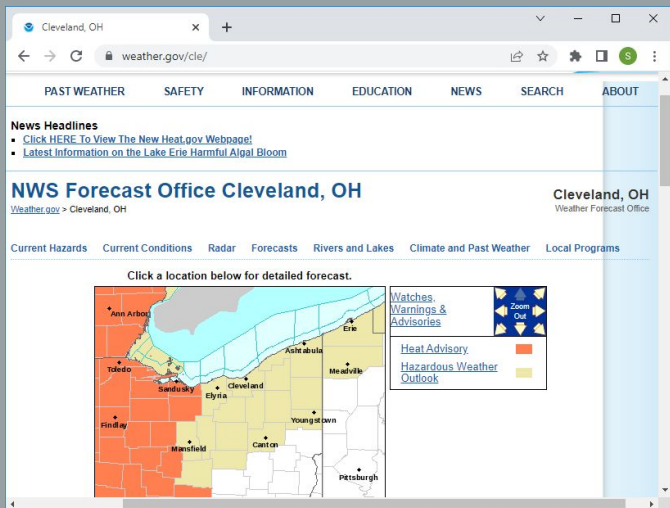 Cleveland, OH
weather.gov/cle/
S
PAST WEATHER SAFETY INFORMATION EDUCATION NEWS SEARCH ABOUT
News Headlines
Click HERE To View The New Heat.gov Webpage!
Latest Information on the Lake Erie Harmful Algal Bloom
NWS Forecast Office Cleveland, OH
Weather.gov > Cleveland, OH
Cleveland, OH
Weather Forecast Office
Current Hazards Current Conditions Radar Forecasts Rivers and Lakes Climate and Past Weather Local Programs
Click a location below for detailed forecast.
Ann Arbor
Erie
Ashtabula
Toledo
Meadville
Sandusky
Cleveland
Elyria
Youngstown
Findlay
Mansfield
Canton
Pittsburgh
Watches,
Warnings &
Advisories
Zoom
Out
Heat Advisory
Hazardous Weather
Outlook